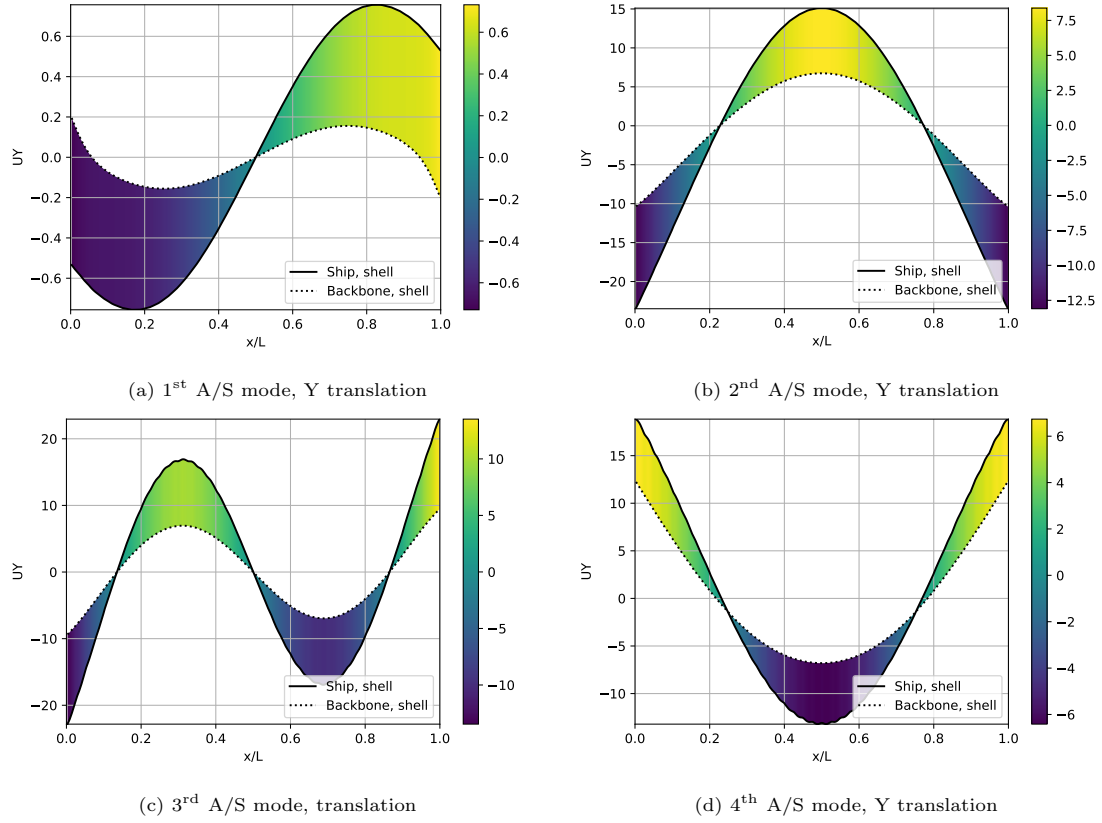 0.6
0.4
0.2
0.0
−0.2
−0.4
−0.6
UY
0.0 0.2 0.4 0.6 0.8 1.0
x/L
Ship, shell
Backbone, shell
0.6
0.4
0.2
0.0
−0.2
−0.4
−0.6
(a) 1st A/S mode, Y translation
15
10
5
0
−5
−10
−15
−20
UY
0.0 0.2 0.4 0.6 0.8 1.0
x/L
Ship, shell
Backbone, shell
7.5
5.0
2.5
0.0
−2.5
−5.0
−7.5
−10.0
−12.5
(b) 2nd A/S mode, Y translation
20
10
0
−10
−20
UY
0.0 0.2 0.4 0.6 0.8 1.0
x/L
Ship, shell
Backbone, shell
10
5
0
−5
−10
(c) 3rd A/S mode, translation
15
10
5
0
−5
−10
UY
0.0 0.2 0.4 0.6 0.8 1.0
x/L
Ship, shell
Backbone, shell
6
4
2
0
−2
−4
−6
(d) 4th A/S mode, Y translation